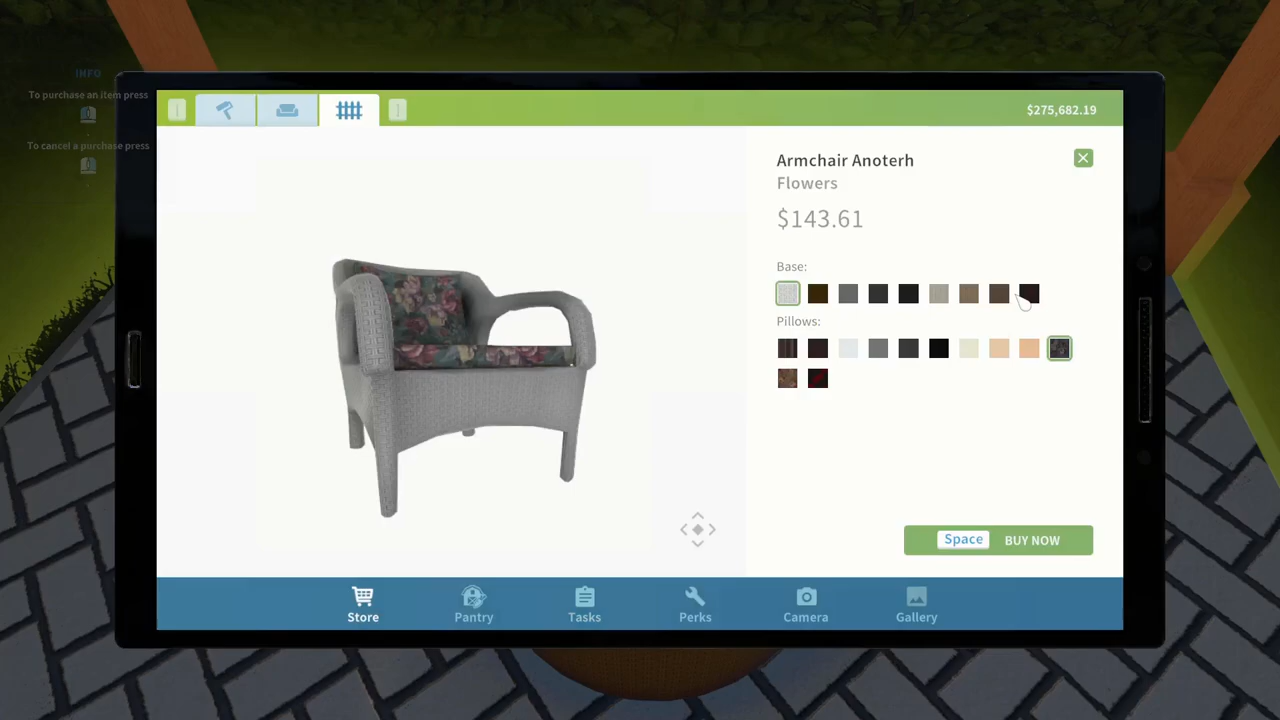 INFO
To purchase an item press
To cancel a purchase press
$275,682.19
Armchair Anoterh
Flowers
$143.61
Base:
Pillows:
Space BUY NOW
Store Pantry Tasks Perks Camera Gallery